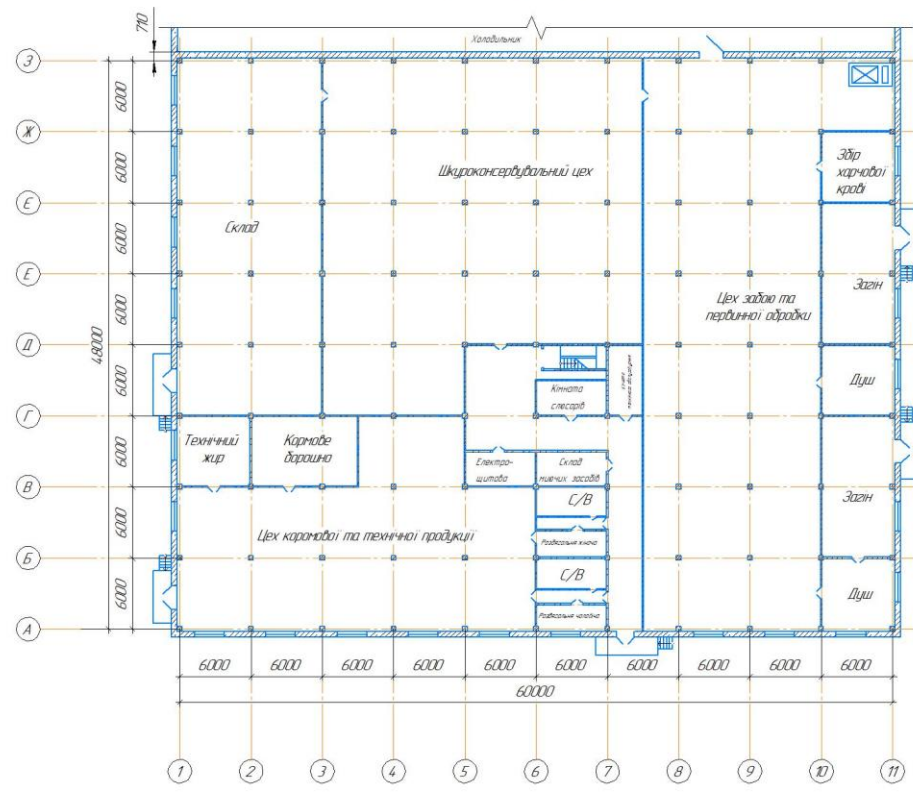 710
Холодильник
З
6000
Ж
6000
Збір
харчової
крові
Шкуроконсервувальний цех
Е
6000
Склад
Е
Загін
Цех забою та
первинної обробки
6000
48000
Д
6000
Кімната
слюсарів
Душ
Г
Технічний
жир
Кормове
борошно
6000
Електро-
щитова
Склад
миючих засобів
В
С/В
Загін
6000
Цех коромової та технічної продукції
Роздягальня жіноча
Б
С/В
6000
Душ
Роздягальня чоловіча
А
6000 6000 6000 6000 6000 6000 6000 6000 6000 6000
60000
1 2 3 4 5 6 7 8 9 10 11